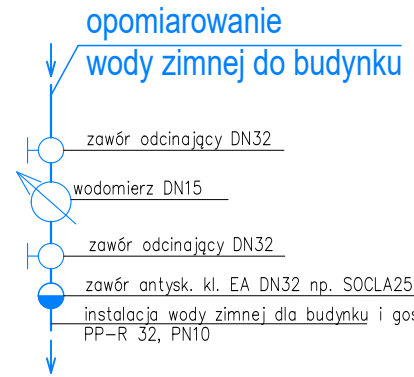 opomiarowanie
wody zimnej do budynku
zawór odcinający DN32
wodomierz DN15
zawór odcinający DN32
zawór antysk. kl. EA DN32 np. SOCLA25
instalacja wody zimnej dla budynku i gos
PP-R 32, PN10